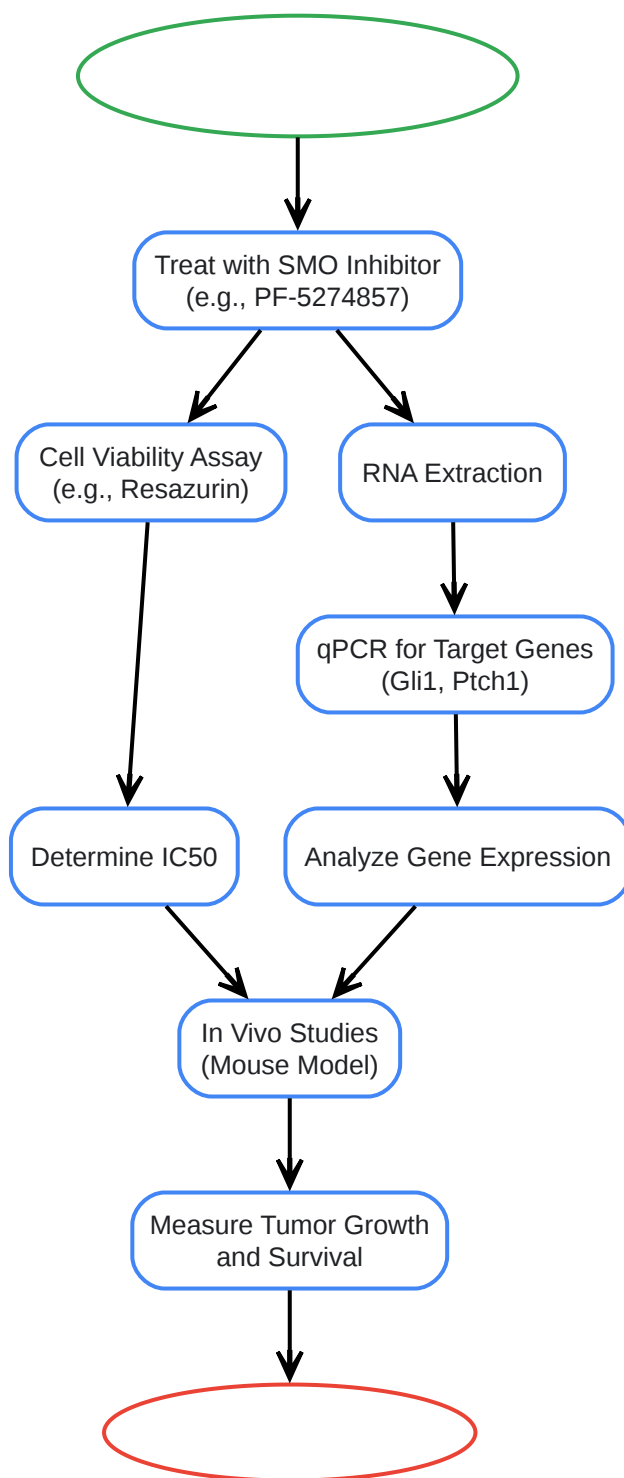 Treat with SMO Inhibitor
(e.g., PF-5274857)
Cell Viability Assay
(e.g., Resazurin)
RNA Extraction
qPCR for Target Genes
(Gli1, Ptch1)
Determine IC50
Analyze Gene Expression
In Vivo Studies
(Mouse Model)
Measure Tumor Growth
and Survival